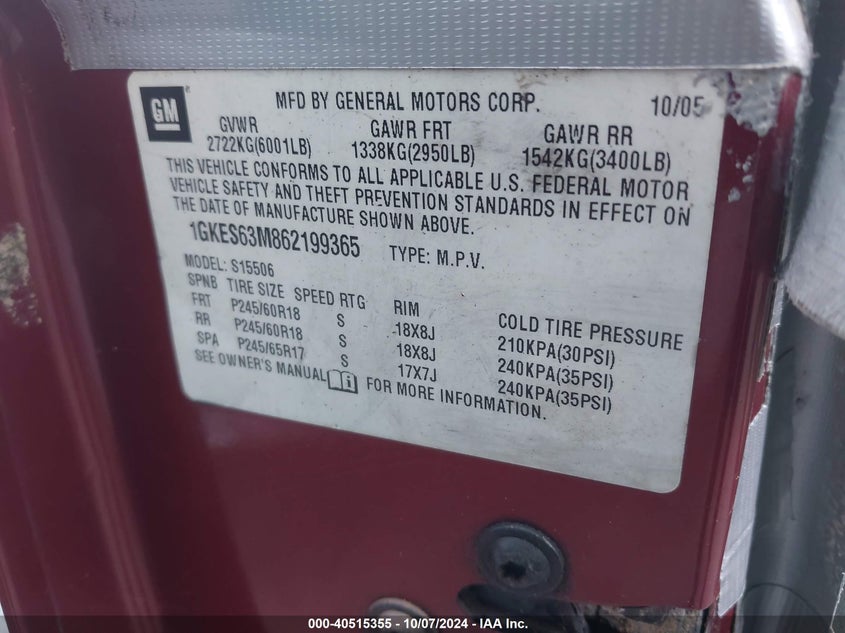 GM
MFD BY GENERAL MOTORS CORP. 10/05
GVWR GAWR FRT GAWR RR
2722KG(6001LB) 1338KG(2950LB) 1542KG(3400LB)
THIS VEHICLE CONFORMS TO ALL APPLICABLE U.S. FEDERAL MOTOR
VEHICLE SAFETY AND THEFT PREVENTION STANDARDS IN EFFECT ON
THE DATE OF MANUFACTURE SHOWN ABOVE.
1GKES63M862199365 TYPE: M.P.V.
MODEL: S15506
SPNB TIRE SIZE SPEED RTG RIM COLD TIRE PRESSURE
FRT P245/60R18 S 18X8J 210KPA(30PSI)
RR P245/60R18 S 18X8J 240KPA(35PSI)
SPA P245/65R17 S 17X7J 240KPA(35PSI)
SEE OWNER'S MANUAL FOR MORE INFORMATION.
000-40515355 - 10/07/2024 - IAA Inc.